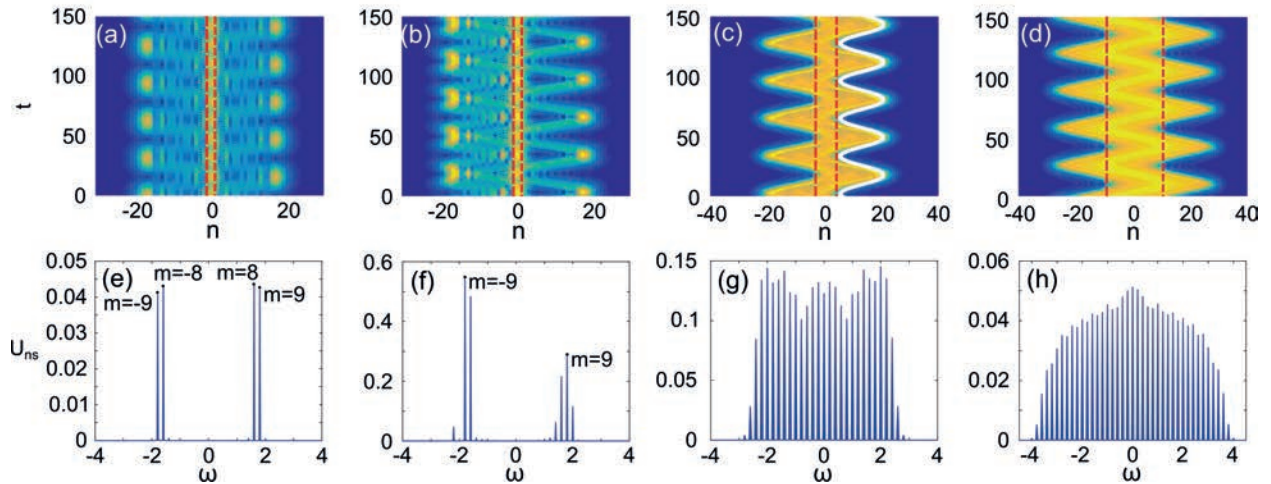 (a) (b) (c) (d)
150 150 150 150
100 100 100 100
50 50 50 50
0 0 0 0
t
-20 0 20 -20 0 20 -40 -20 0 20 40 -40 -20 0 20 40
n n n n
(e) (f) (g) (h)
0.05 0.6 0.15 0.06
0.04 0.4 0.1 0.04
0.03 0.2 0.05 0.02
0.02 0 0 0
0.01
0
U_ns
m=-8 m=8
m=-9 m=9
m=-9
m=9
-4 -2 0 2 4 -4 -2 0 2 4 -4 -2 0 2 4 -4 -2 0 2 4
ω ω ω ω